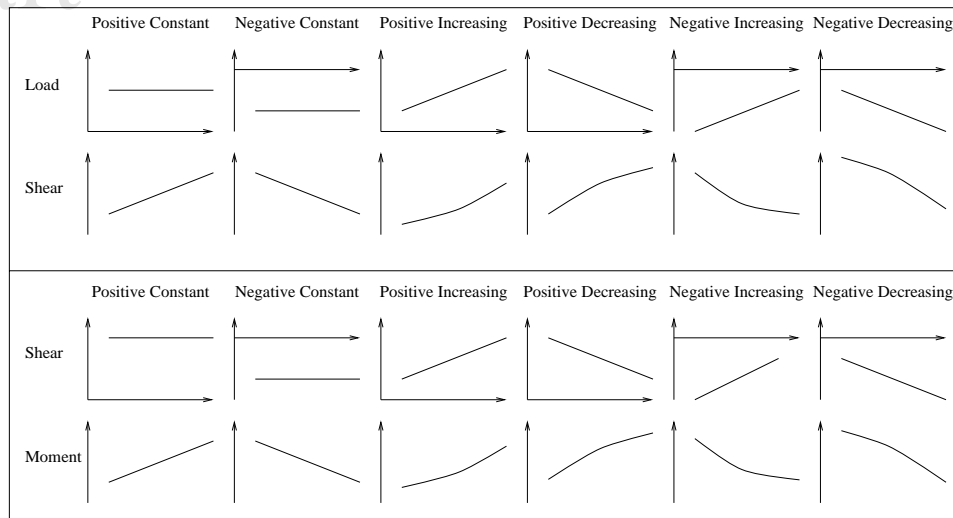 Positive Constant Negative Constant Positive Increasing Positive Decreasing Negative Increasing Negative Decreasing
Load
Shear
Positive Constant Negative Constant Positive Increasing Positive Decreasing Negative Increasing Negative Decreasing
Shear
Moment